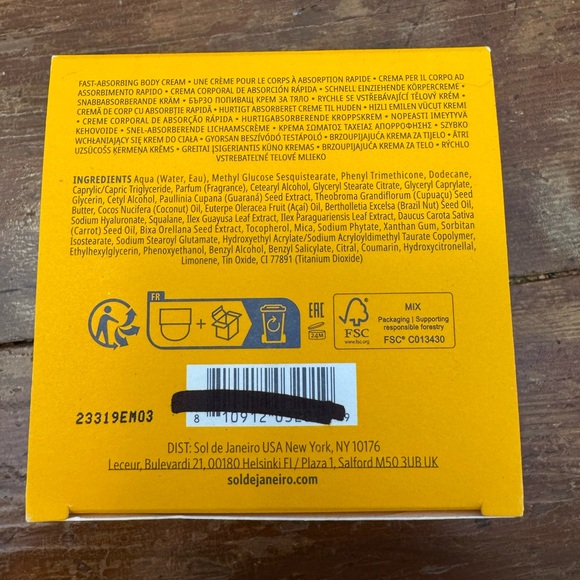 FAST-ABSORBING BODY CREAM • UNE CRÈME POUR LE CORPS À ABSORPTION RAPIDE • CREMA PER IL CORPO AD
ASSORBIMENTO RAPIDO • CREMA CORPORAL DE ABSORCIÓN RÁPIDA • SCHNELL EINZIEHENDE KÖRPERCREME •
SNABBABSORBERANDE KRÄM • БЪРЗО ПОПИВАЩ КРЕМ ЗА ТЯЛО • RYCHLE SE VSTŘEBÁVAJÍCÍ TĚLOVÝ KRÉM •
CREMĂ DE CORP CU ABSORBȚIE RAPIDĂ • HURTIGT ABSORBERET CREME TIL HUDEN • HIZLI EMILEN VÜCUT KREMI
• CREME CORPORAL DE ABSORÇÃO RÁPIDA • HURTIGABSORBERENDE KROPPSKREM • NOPEASTI IMEYTYVÄ
KEHOVOIDE • SNEL-ABSORBERENDE LICHAAMSCRÈME • ΚΡΕΜΑ ΣΩΜΑΤΟΣ ΤΑΧΕΙΑΣ ΑΠΟΡΡΟΦΗΣΗΣ • SZYBKO
WCHŁANIAJĄCY SIĘ KREM DO CIAŁA • GYORSAN BESZÍVÓDÓ TESTÁPOLÓ • BRZOUPIJAJUĆA KREMA ZA TIJELO • ĀTRI
UZSŪCOŠS ĶERMEŅA KRĒMS • GREITAI ĮSIGERIANTIS KŪNO KREMAS • BRZOUPIJAJUĆA KREMA ZA TELO • RÝCHLO
VSTREBATEĽNÉ TELOVÉ MLIEKO
INGREDIENTS Aqua (Water, Eau), Methyl Glucose Sesquistearate, Phenyl Trimethicone, Dodecane,
Caprylic/Capric Triglyceride, Parfum (Fragrance), Cetearyl Alcohol, Glyceryl Stearate Citrate, Glyceryl Caprylate,
Glycerin, Cetyl Alcohol, Paullinia Cupana (Guaraná) Seed Extract, Theobroma Grandiflorum (Cupuaçu) Seed
Butter, Cocos Nucifera (Coconut) Oil, Euterpe Oleracea Fruit (Açaí) Oil, Bertholletia Excelsa (Brazil Nut) Seed Oil,
Sodium Hyaluronate, Squalane, Ilex Guayusa Leaf Extract, Ilex Paraguariensis Leaf Extract, Daucus Carota Sativa
(Carrot) Seed Oil, Bixa Orellana Seed Extract, Tocopherol, Mica, Sodium Phytate, Xanthan Gum, Sorbitan
Isostearate, Sodium Stearoyl Glutamate, Hydroxyethyl Acrylate/Sodium Acryloyldimethyl Taurate Copolymer,
Ethylhexylglycerin, Phenoxyethanol, Benzyl Alcohol, Benzyl Salicylate, Citral, Coumarin, Hydroxycitronellal,
Limonene, Tin Oxide, CI 77891 (Titanium Dioxide)
FR
EAC
24M
FSC
www.fsc.org
MIX
Packaging | Supporting
responsible forestry
FSC® C013430
8 10912 9
23319EM03
DIST: Sol de Janeiro USA New York, NY 10176
Leceur, Bulevardi 21, 00180 Helsinki FI / Plaza 1, Salford M50 3UB UK
soldejaneiro.com